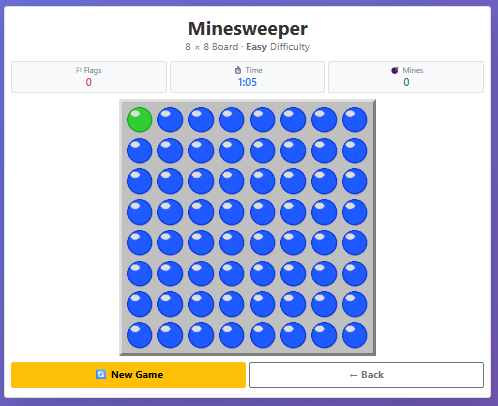 Minesweeper
8 × 8 Board · Easy Difficulty
Flags
0
Time
1:05
Mines
0
New Game
← Back